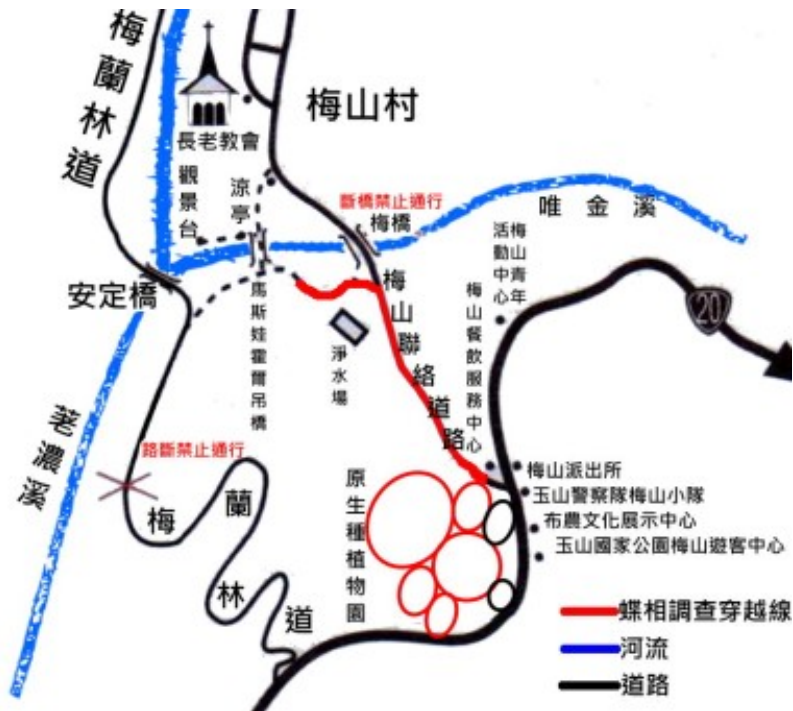 梅蘭林道
長老教會
梅山村
觀景台
涼亭
斷橋禁止通行
梅橋
唯金溪
安定橋
馬斯娃霍爾吊橋
淨水場
梅山聯絡道路
梅山青年
活動中心
梅山餐飲服務中心
20
荖濃溪
路斷禁止通行
梅蘭林道
原生種植物園
梅山派出所
玉山警察隊梅山小隊
布農文化展示中心
玉山國家公園梅山遊客中心
蝶相調查穿越線
河流
道路